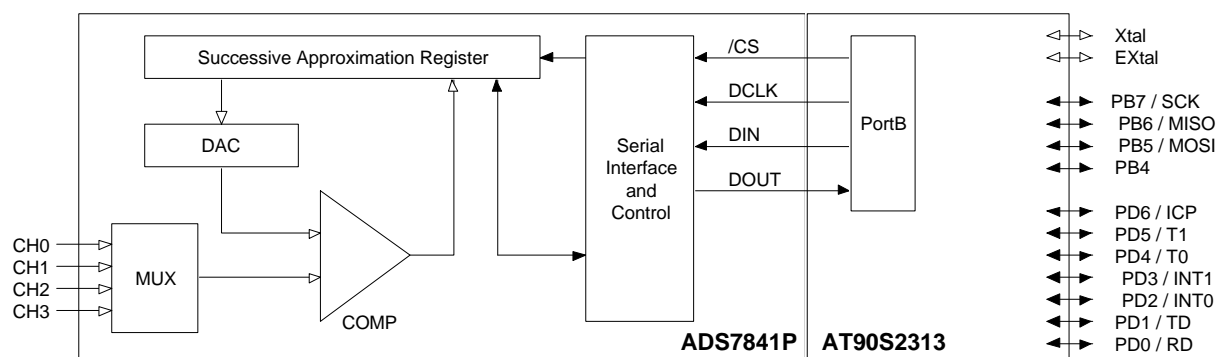 Successive Approximation Register
DAC
MUX
COMP
CH0
CH1
CH2
CH3
Serial
Interface
and
Control
/CS
DCLK
DIN
DOUT
PortB
ADS7841P
AT90S2313
Xtal
EXtal
PB7 / SCK
PB6 / MISO
PB5 / MOSI
PB4
PD6 / ICP
PD5 / T1
PD4 / T0
PD3 / INT1
PD2 / INT0
PD1 / TD
PD0 / RD